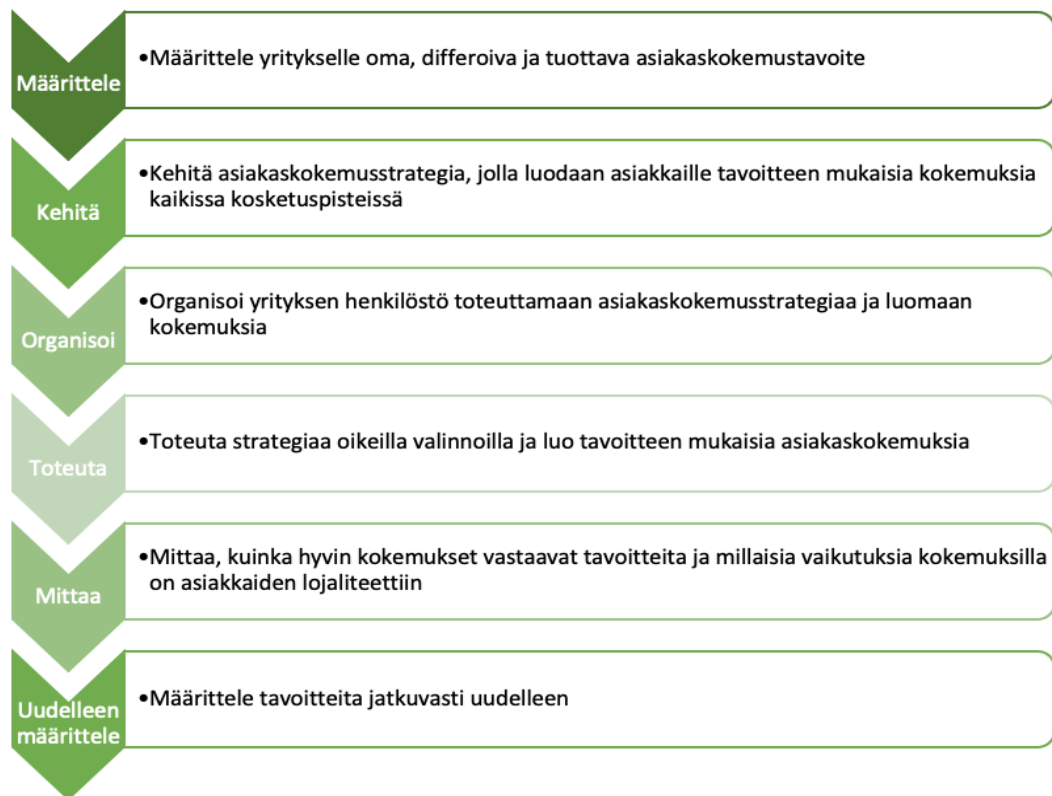 Määrittele
•Määrittele yritykselle oma, differoiva ja tuottava asiakaskokemustavoite
Kehitä
•Kehitä asiakaskokemusstrategia, jolla luodaan asiakkaille tavoitteen mukaisia kokemuksia
kaikissa kosketuspisteissä
Organisoi
•Organisoi yrityksen henkilöstö toteuttamaan asiakaskokemusstrategiaa ja luomaan
kokemuksia
Toteuta
•Toteuta strategiaa oikeilla valinnoilla ja luo tavoitteen mukaisia asiakaskokemuksia
Mittaa
•Mittaa, kuinka hyvin kokemukset vastaavat tavoitteita ja millaisia vaikutuksia kokemuksilla
on asiakkaiden lojaliteettiin
Uudelleen
määrittele
•Määrittele tavoitteita jatkuvasti uudelleen